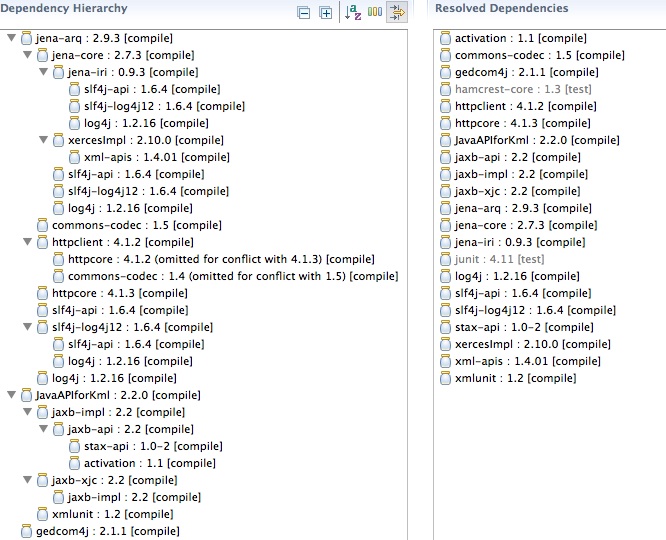 Dependency Hierarchy
jena-arq : 2.9.3 [compile]
jena-core : 2.7.3 [compile]
jena-iri : 0.9.3 [compile]
slf4j-api : 1.6.4 [compile]
slf4j-log4j12 : 1.6.4 [compile]
log4j : 1.2.16 [compile]
xercesImpl : 2.10.0 [compile]
xml-apis : 1.4.01 [compile]
slf4j-api : 1.6.4 [compile]
slf4j-log4j12 : 1.6.4 [compile]
log4j : 1.2.16 [compile]
commons-codec : 1.5 [compile]
httpclient : 4.1.2 [compile]
httpcore : 4.1.2 (omitted for conflict with 4.1.3) [compile]
commons-codec : 1.4 (omitted for conflict with 1.5) [compile]
httpcore : 4.1.3 [compile]
slf4j-api : 1.6.4 [compile]
slf4j-log4j12 : 1.6.4 [compile]
slf4j-api : 1.6.4 [compile]
log4j : 1.2.16 [compile]
log4j : 1.2.16 [compile]
JavaAPIforKml : 2.2.0 [compile]
jaxb-impl : 2.2 [compile]
jaxb-api : 2.2 [compile]
stax-api : 1.0-2 [compile]
activation : 1.1 [compile]
jaxb-xjc : 2.2 [compile]
jaxb-impl : 2.2 [compile]
xmlunit : 1.2 [compile]
gedcom4j : 2.1.1 [compile]
Resolved Dependencies
activation : 1.1 [compile]
commons-codec : 1.5 [compile]
gedcom4j : 2.1.1 [compile]
hamcrest-core : 1.3 [test]
httpclient : 4.1.2 [compile]
httpcore : 4.1.3 [compile]
JavaAPIforKml : 2.2.0 [compile]
jaxb-api : 2.2 [compile]
jaxb-impl : 2.2 [compile]
jaxb-xjc : 2.2 [compile]
jena-arq : 2.9.3 [compile]
jena-core : 2.7.3 [compile]
jena-iri : 0.9.3 [compile]
junit : 4.11 [test]
log4j : 1.2.16 [compile]
slf4j-api : 1.6.4 [compile]
slf4j-log4j12 : 1.6.4 [compile]
stax-api : 1.0-2 [compile]
xercesImpl : 2.10.0 [compile]
xml-apis : 1.4.01 [compile]
xmlunit : 1.2 [compile]